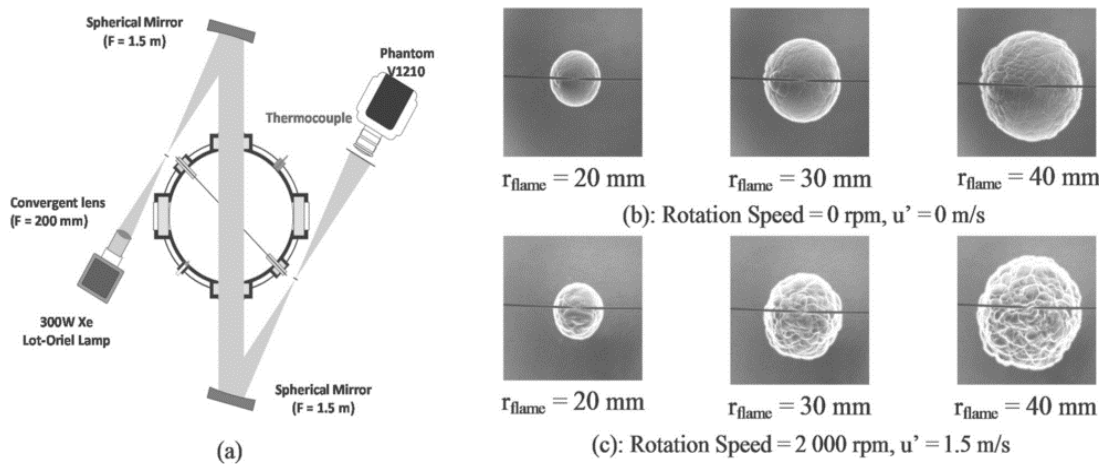 Spherical Mirror
(F = 1.5 m)
Phantom
V1210
Thermocouple
Convergent lens
(F = 200 mm)
300W Xe
Lot-Oriel Lamp
Spherical Mirror
(F = 1.5 m)
(a)
rflame = 20 mm
rflame = 30 mm
rflame = 40 mm
(b): Rotation Speed = 0 rpm, u' = 0 m/s
rflame = 20 mm
rflame = 30 mm
rflame = 40 mm
(c): Rotation Speed = 2 000 rpm, u' = 1.5 m/s